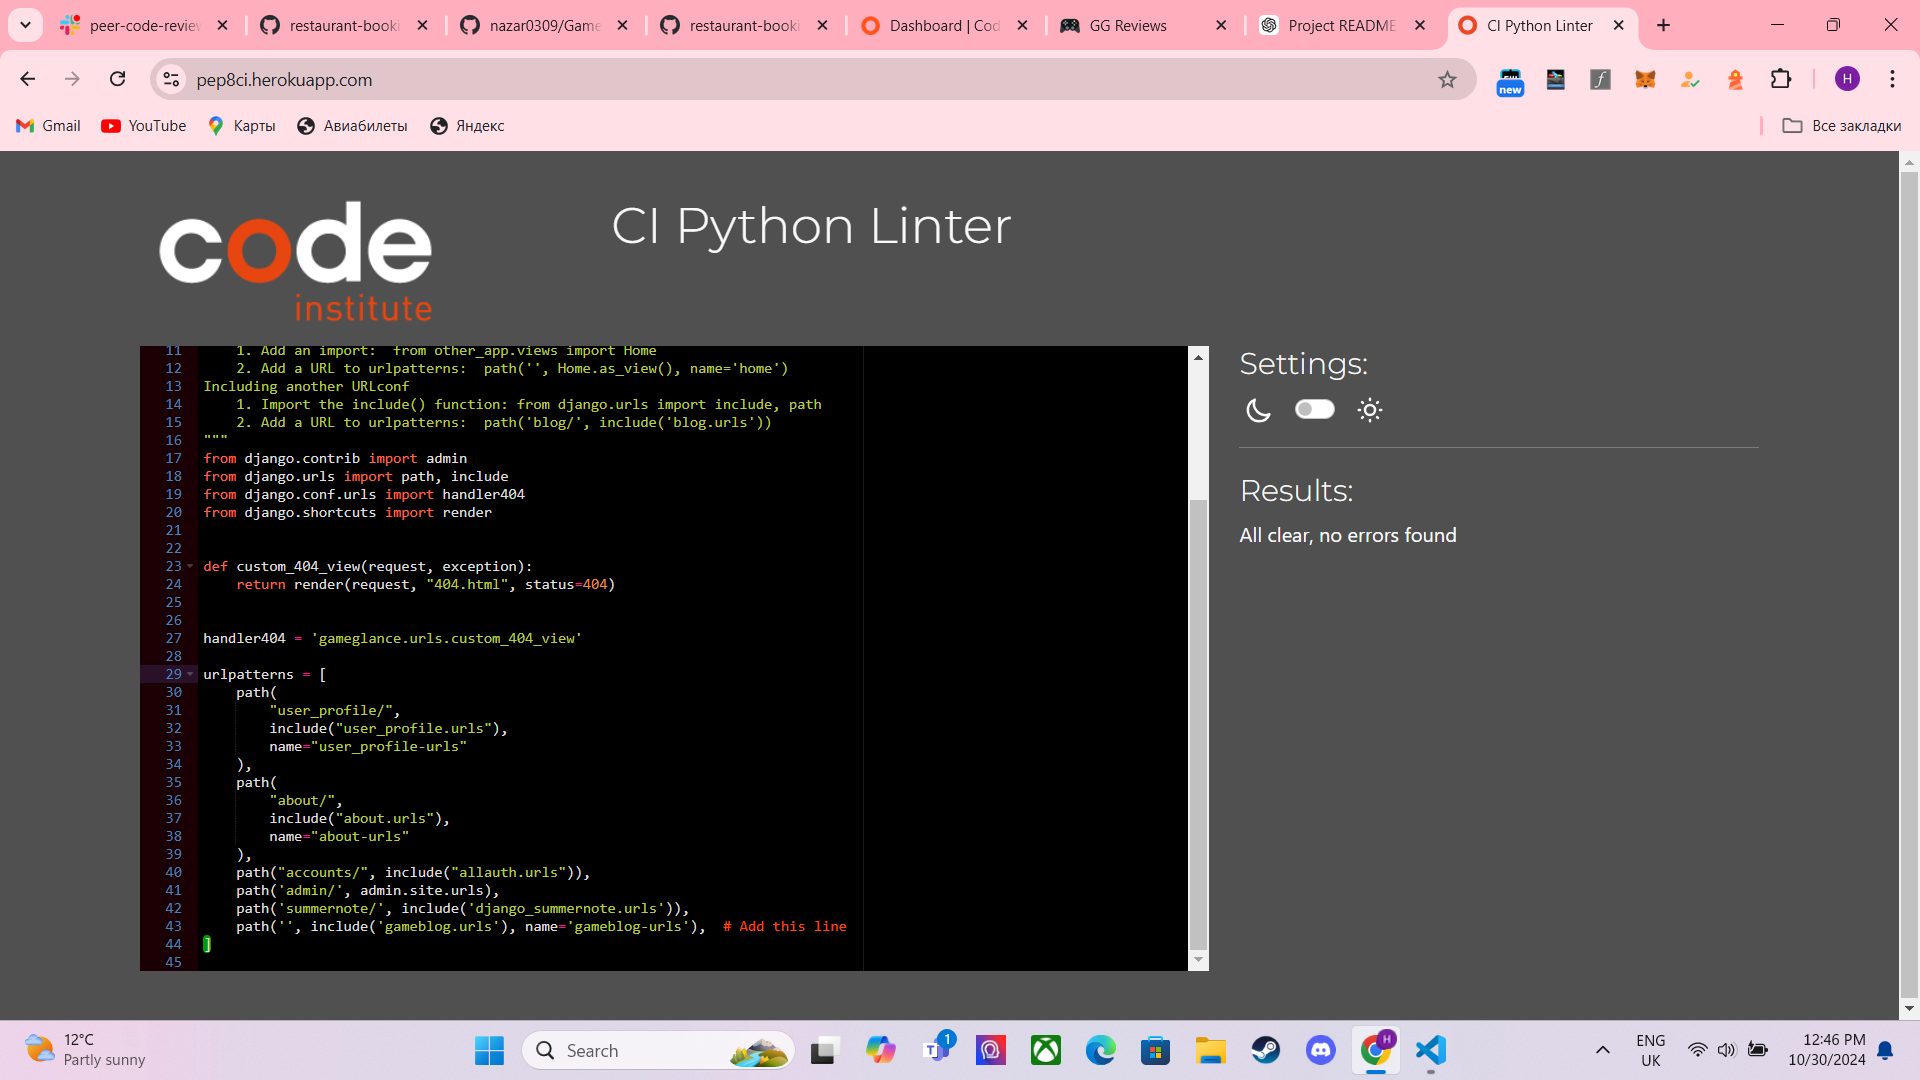 peer-code-review
restaurant-booki
nazar0309/Game
restaurant-booki
Dashboard | Cod
GG Reviews
Project README
CI Python Linter
pep8ci.herokuapp.com
new
H
Gmail
YouTube
Карты
Авиабилеты
Яндекс
Все закладки
code
institute
CI Python Linter
11     1. Add an import:  from other_app.views import Home
12     2. Add a URL to urlpatterns:  path('', Home.as_view(), name='home')
13 Including another URLconf
14     1. Import the include() function: from django.urls import include, path
15     2. Add a URL to urlpatterns:  path('blog/', include('blog.urls'))
16 """
17 from django.contrib import admin
18 from django.urls import path, include
19 from django.conf.urls import handler404
20 from django.shortcuts import render
21
22
23 def custom_404_view(request, exception):
24     return render(request, "404.html", status=404)
25
26
27 handler404 = 'gameglance.urls.custom_404_view'
28
29 urlpatterns = [
30     path(
31         "user_profile/",
32         include("user_profile.urls"),
33         name="user_profile-urls"
34     ),
35     path(
36         "about/",
37         include("about.urls"),
38         name="about-urls"
39     ),
40     path("accounts/", include("allauth.urls")),
41     path('admin/', admin.site.urls),
42     path('summernote/', include('django_summernote.urls')),
43     path('', include('gameblog.urls'), name='gameblog-urls'),  # Add this line
44 ]
45
Settings:
Results:
All clear, no errors found
12°C
Partly sunny
Search
1
H
ENG
UK
12:46 PM
10/30/2024